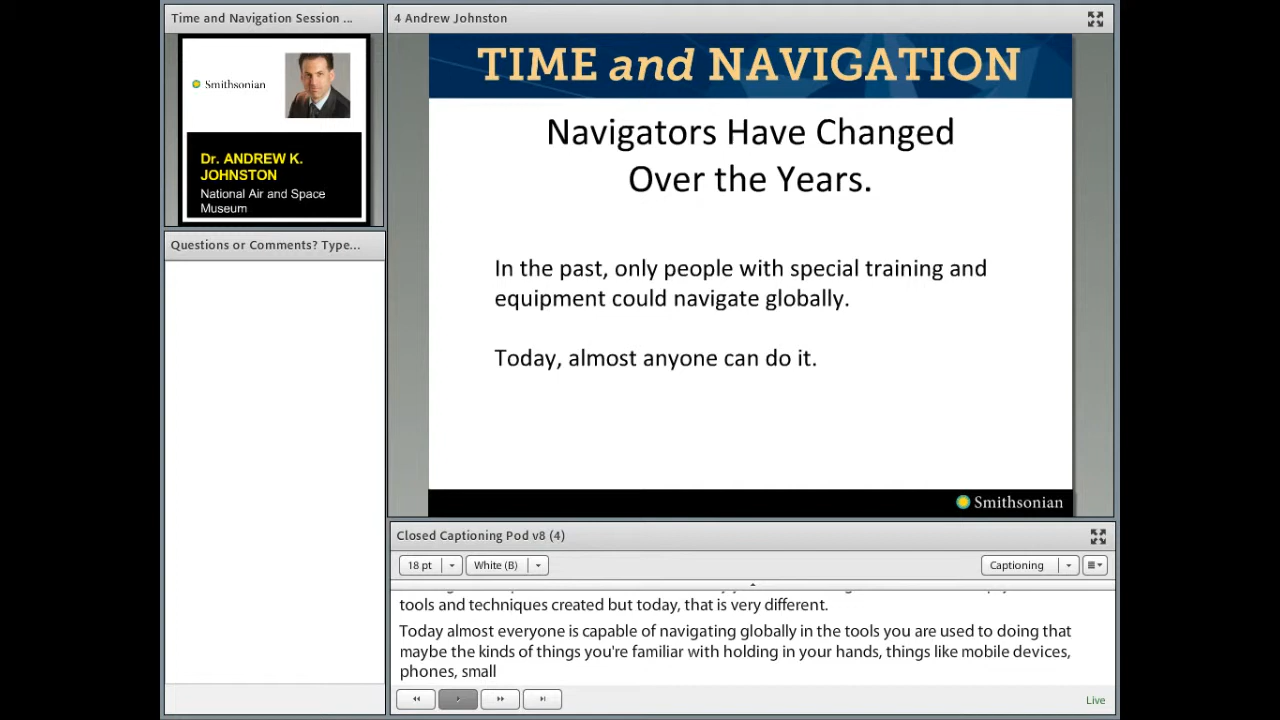 Time and Navigation Session ...
Smithsonian
Dr. ANDREW K.
JOHNSTON
National Air and Space
Museum
Questions or Comments? Type...
4 Andrew Johnston
TIME and NAVIGATION
Navigators Have Changed
Over the Years.
In the past, only people with special training and
equipment could navigate globally.
Today, almost anyone can do it.
Smithsonian
Closed Captioning Pod v8 (4)
18 pt
White (B)
Captioning
tools and techniques created but today, that is very different.
Today almost everyone is capable of navigating globally in the tools you are used to doing that
maybe the kinds of things you're familiar with holding in your hands, things like mobile devices,
phones, small
Live